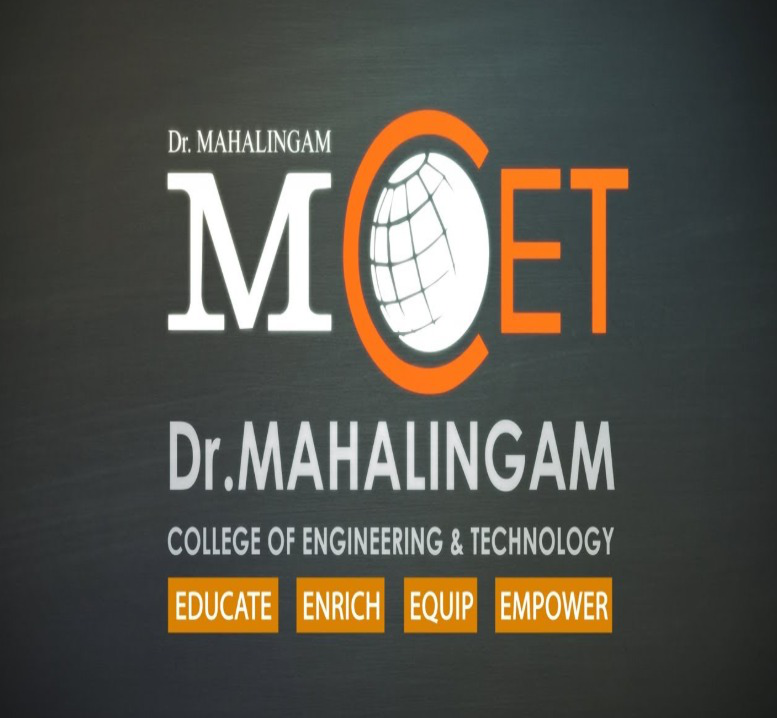 Dr. MAHALINGAM
MCET
Dr.MAHALINGAM
COLLEGE OF ENGINEERING & TECHNOLOGY
EDUCATE ENRICH EQUIP EMPOWER